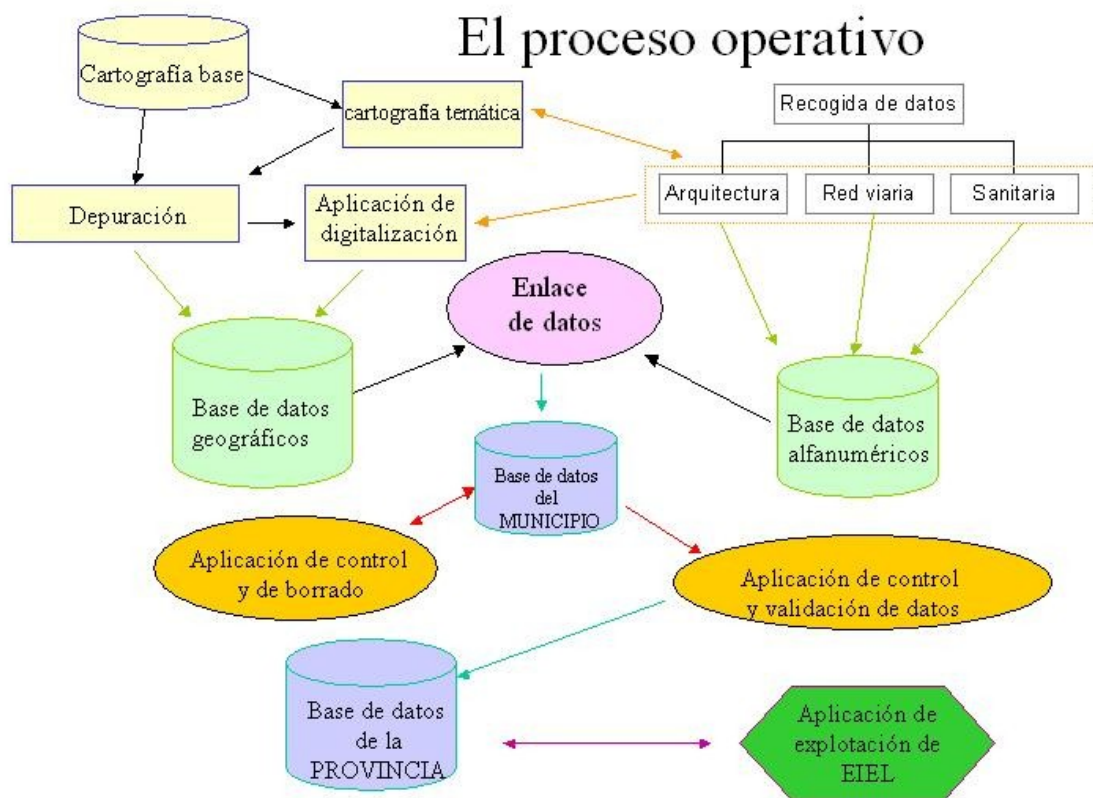 El proceso operativo
Cartografía base
cartografía temática
Recogida de datos
Arquitectura
Red viaria
Sanitaria
Depuración
Aplicación de
digitalización
Enlace
de datos
Base de datos
geográficos
Base de datos
alfanuméricos
Base de datos
del
MUNICIPIO
Aplicación de control
y de borrado
Aplicación de control
y validación de datos
Base de datos
de la
PROVINCIA
Aplicación de
explotación de
EIEL